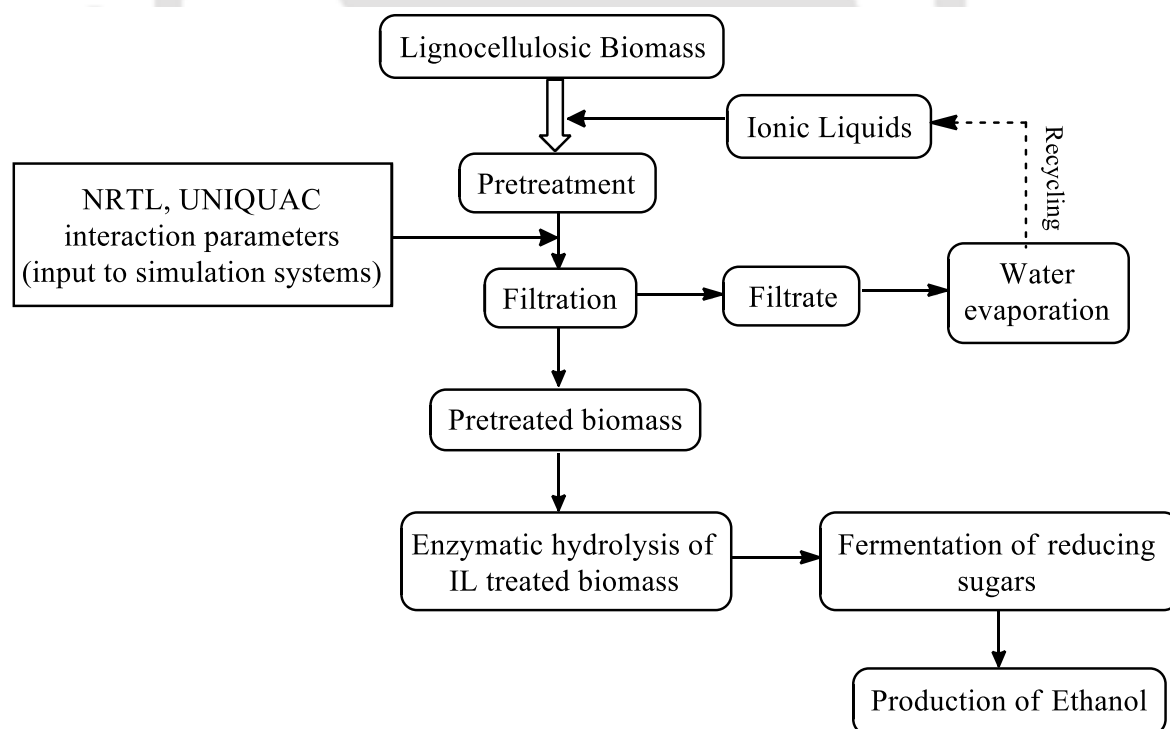 Lignocellulosic Biomass
Ionic Liquids
Recycling
Pretreatment
NRTL, UNIQUAC
interaction parameters
(input to simulation systems)
Filtration
Filtrate
Water
evaporation
Pretreated biomass
Enzymatic hydrolysis of
IL treated biomass
Fermentation of reducing
sugars
Production of Ethanol